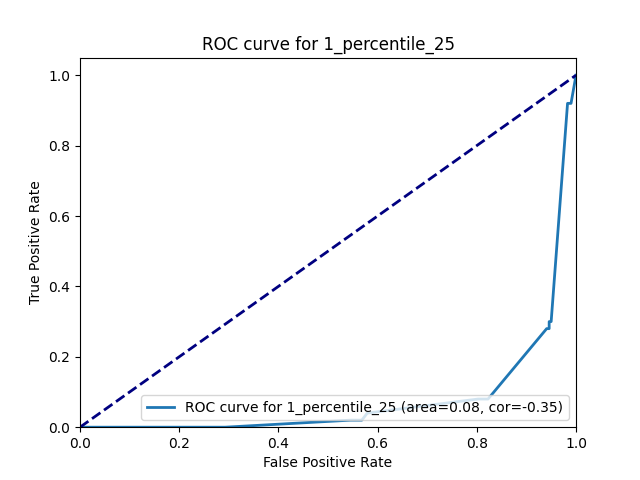 ROC curve for 1_percentile_25
True Positive Rate
1.0
0.8
0.6
0.4
0.2
0.0
ROC curve for 1_percentile_25 (area=0.08, cor=-0.35)
0.0 0.2 0.4 0.6 0.8 1.0
False Positive Rate